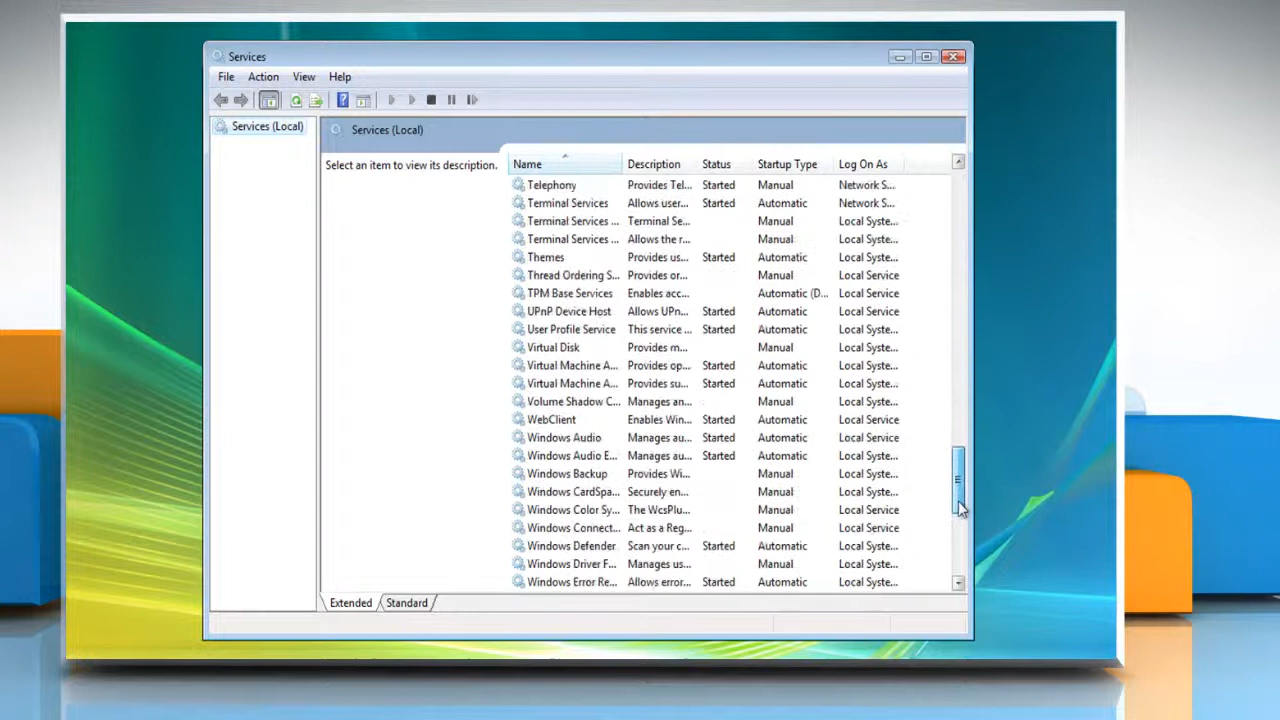 Services
File Action View Help
Services (Local)
Services (Local)
Select an item to view its description.
Name Description Status Startup Type Log On As
Telephony Provides Tel... Started Manual Network S...
Terminal Services Allows user... Started Automatic Network S...
Terminal Services ... Terminal Se... Manual Local Syste...
Terminal Services ... Allows the r... Manual Local Syste...
Themes Provides us... Started Automatic Local Syste...
Thread Ordering S... Provides or... Manual Local Service
TPM Base Services Enables acc... Automatic (D... Local Service
UPnP Device Host Allows UPn... Started Automatic Local Service
User Profile Service This service ... Started Automatic Local Syste...
Virtual Disk Provides m... Manual Local Syste...
Virtual Machine A... Provides op... Started Automatic Local Syste...
Virtual Machine A... Provides su... Started Automatic Local Syste...
Volume Shadow C... Manages an... Manual Local Syste...
WebClient Enables Win... Started Automatic Local Service
Windows Audio Manages au... Started Automatic Local Service
Windows Audio E... Manages au... Started Automatic Local Syste...
Windows Backup Provides Wi... Manual Local Syste...
Windows CardSpa... Securely en... Manual Local Syste...
Windows Color Sy... The WcsPlu... Manual Local Service
Windows Connect... Act as a Reg... Manual Local Service
Windows Defender Scan your c... Started Automatic Local Syste...
Windows Driver F... Manages us... Manual Local Syste...
Windows Error Re... Allows error... Started Automatic Local Syste...
Extended Standard